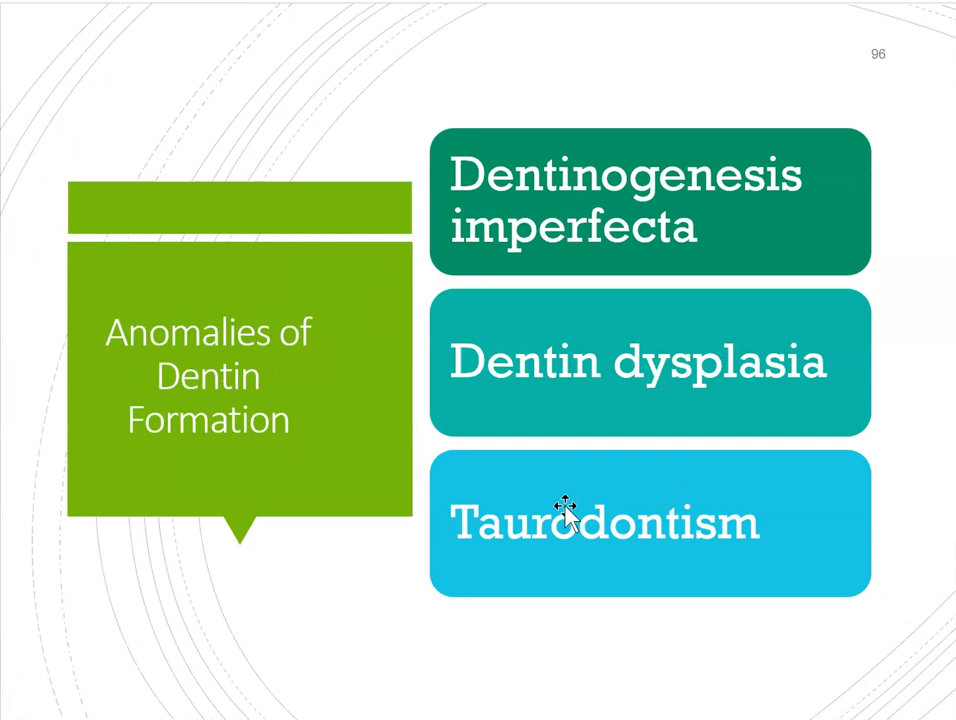 96
Anomalies of
Dentin
Formation
Dentinogenesis
imperfecta
Dentin dysplasia
Taurodontism